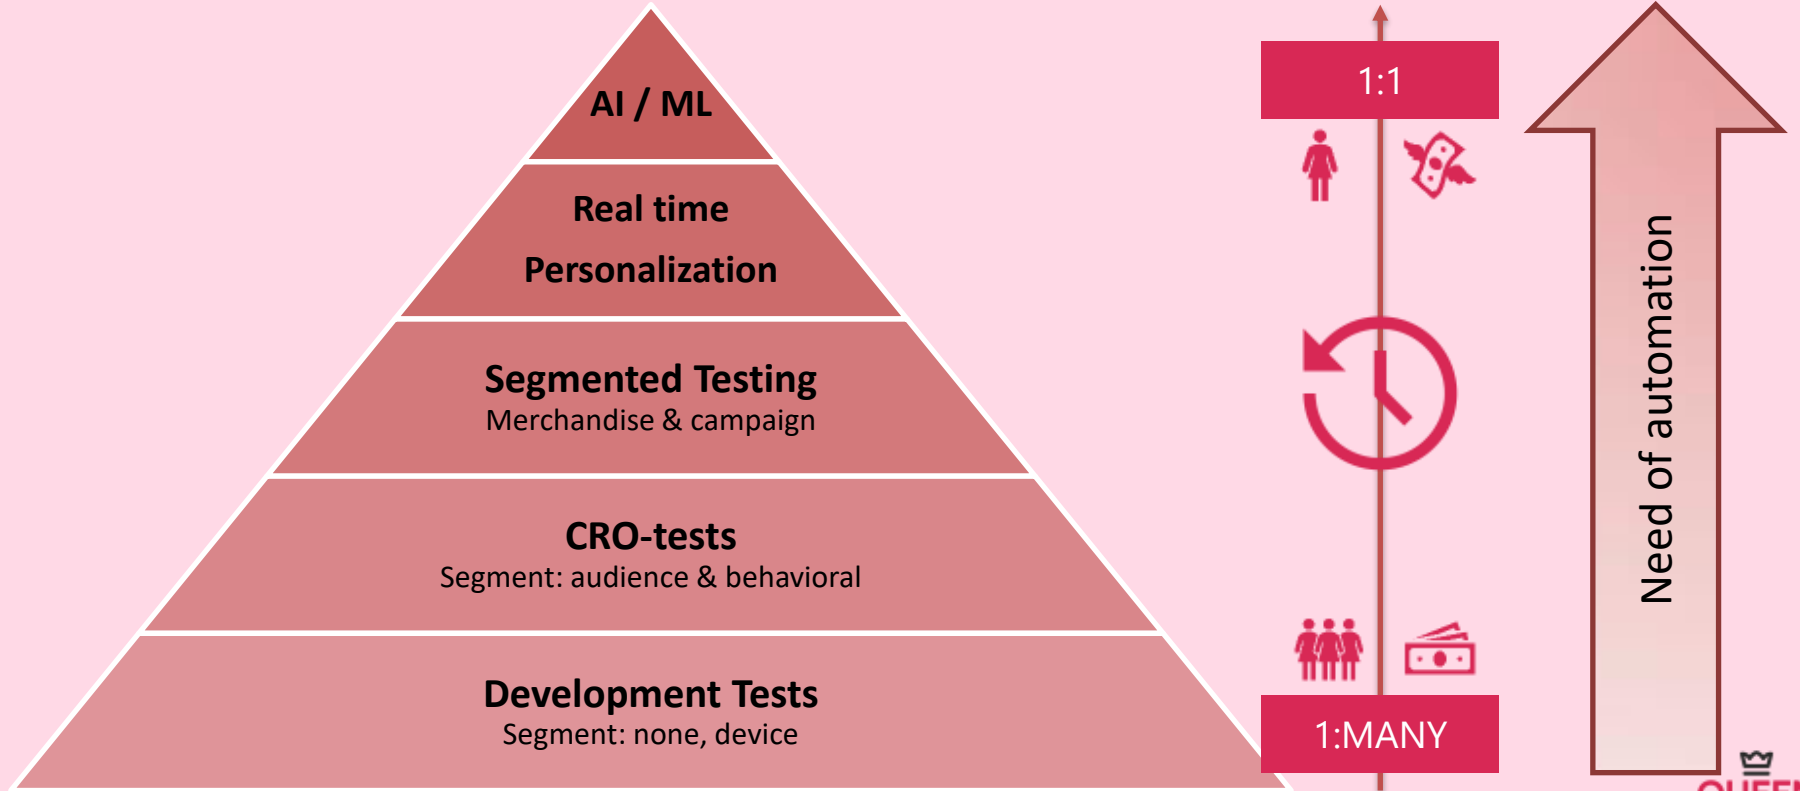 AI / ML
Real time
Personalization
Segmented Testing
Merchandise & campaign
CRO-tests
Segment: audience & behavioral
Development Tests
Segment: none, device
1:1
1:MANY
Need of automation